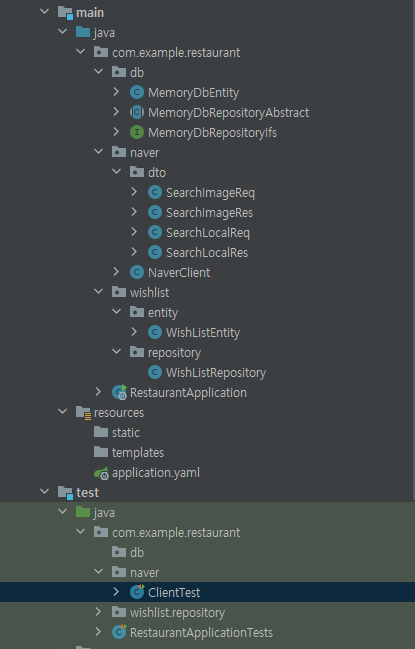 main
java
com.example.restaurant
db
MemoryDbEntity
MemoryDbRepositoryAbstract
MemoryDbRepositoryIfs
naver
dto
SearchImageReq
SearchImageRes
SearchLocalReq
SearchLocalRes
NaverClient
wishlist
entity
WishListEntity
repository
WishListRepository
RestaurantApplication
resources
static
templates
application.yaml
test
java
com.example.restaurant
db
naver
ClientTest
wishlist.repository
RestaurantApplicationTests